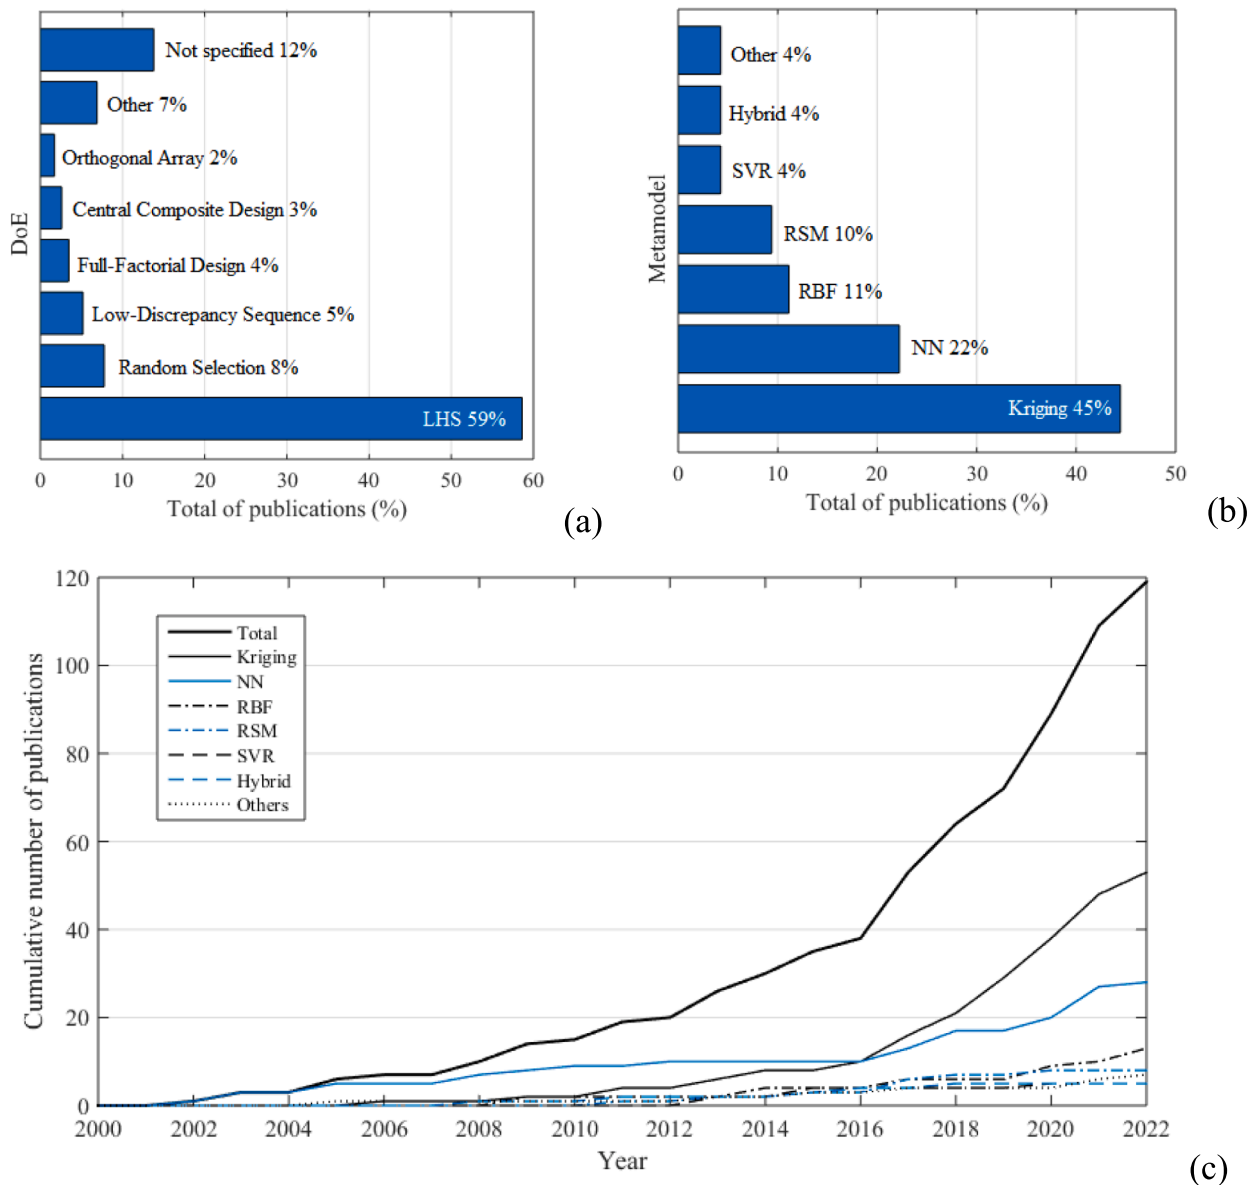 Not specified 12%
Other 7%
Orthogonal Array 2%
Central Composite Design 3%
Full-Factorial Design 4%
Low-Discrepancy Sequence 5%
Random Selection 8%
LHS 59%
DoE
0 10 20 30 40 50 60
Total of publications (%)
(a)
Other 4%
Hybrid 4%
SVR 4%
RSM 10%
RBF 11%
NN 22%
Kriging 45%
Metamodel
0 10 20 30 40 50
Total of publications (%)
(b)
120
100
80
60
40
20
0
Cumulative number of publications
Total
Kriging
NN
RBF
RSM
SVR
Hybrid
Others
2000 2002 2004 2006 2008 2010 2012 2014 2016 2018 2020 2022
Year
(c)